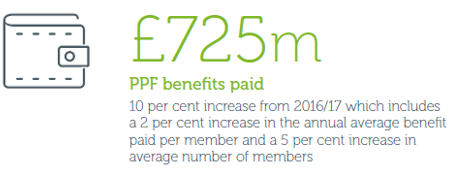 £725m
PPF benefits paid
10 per cent increase from 2016/17 which includes
a 2 per cent increase in the annual average benefit
paid per member and a 5 per cent increase in
average number of members